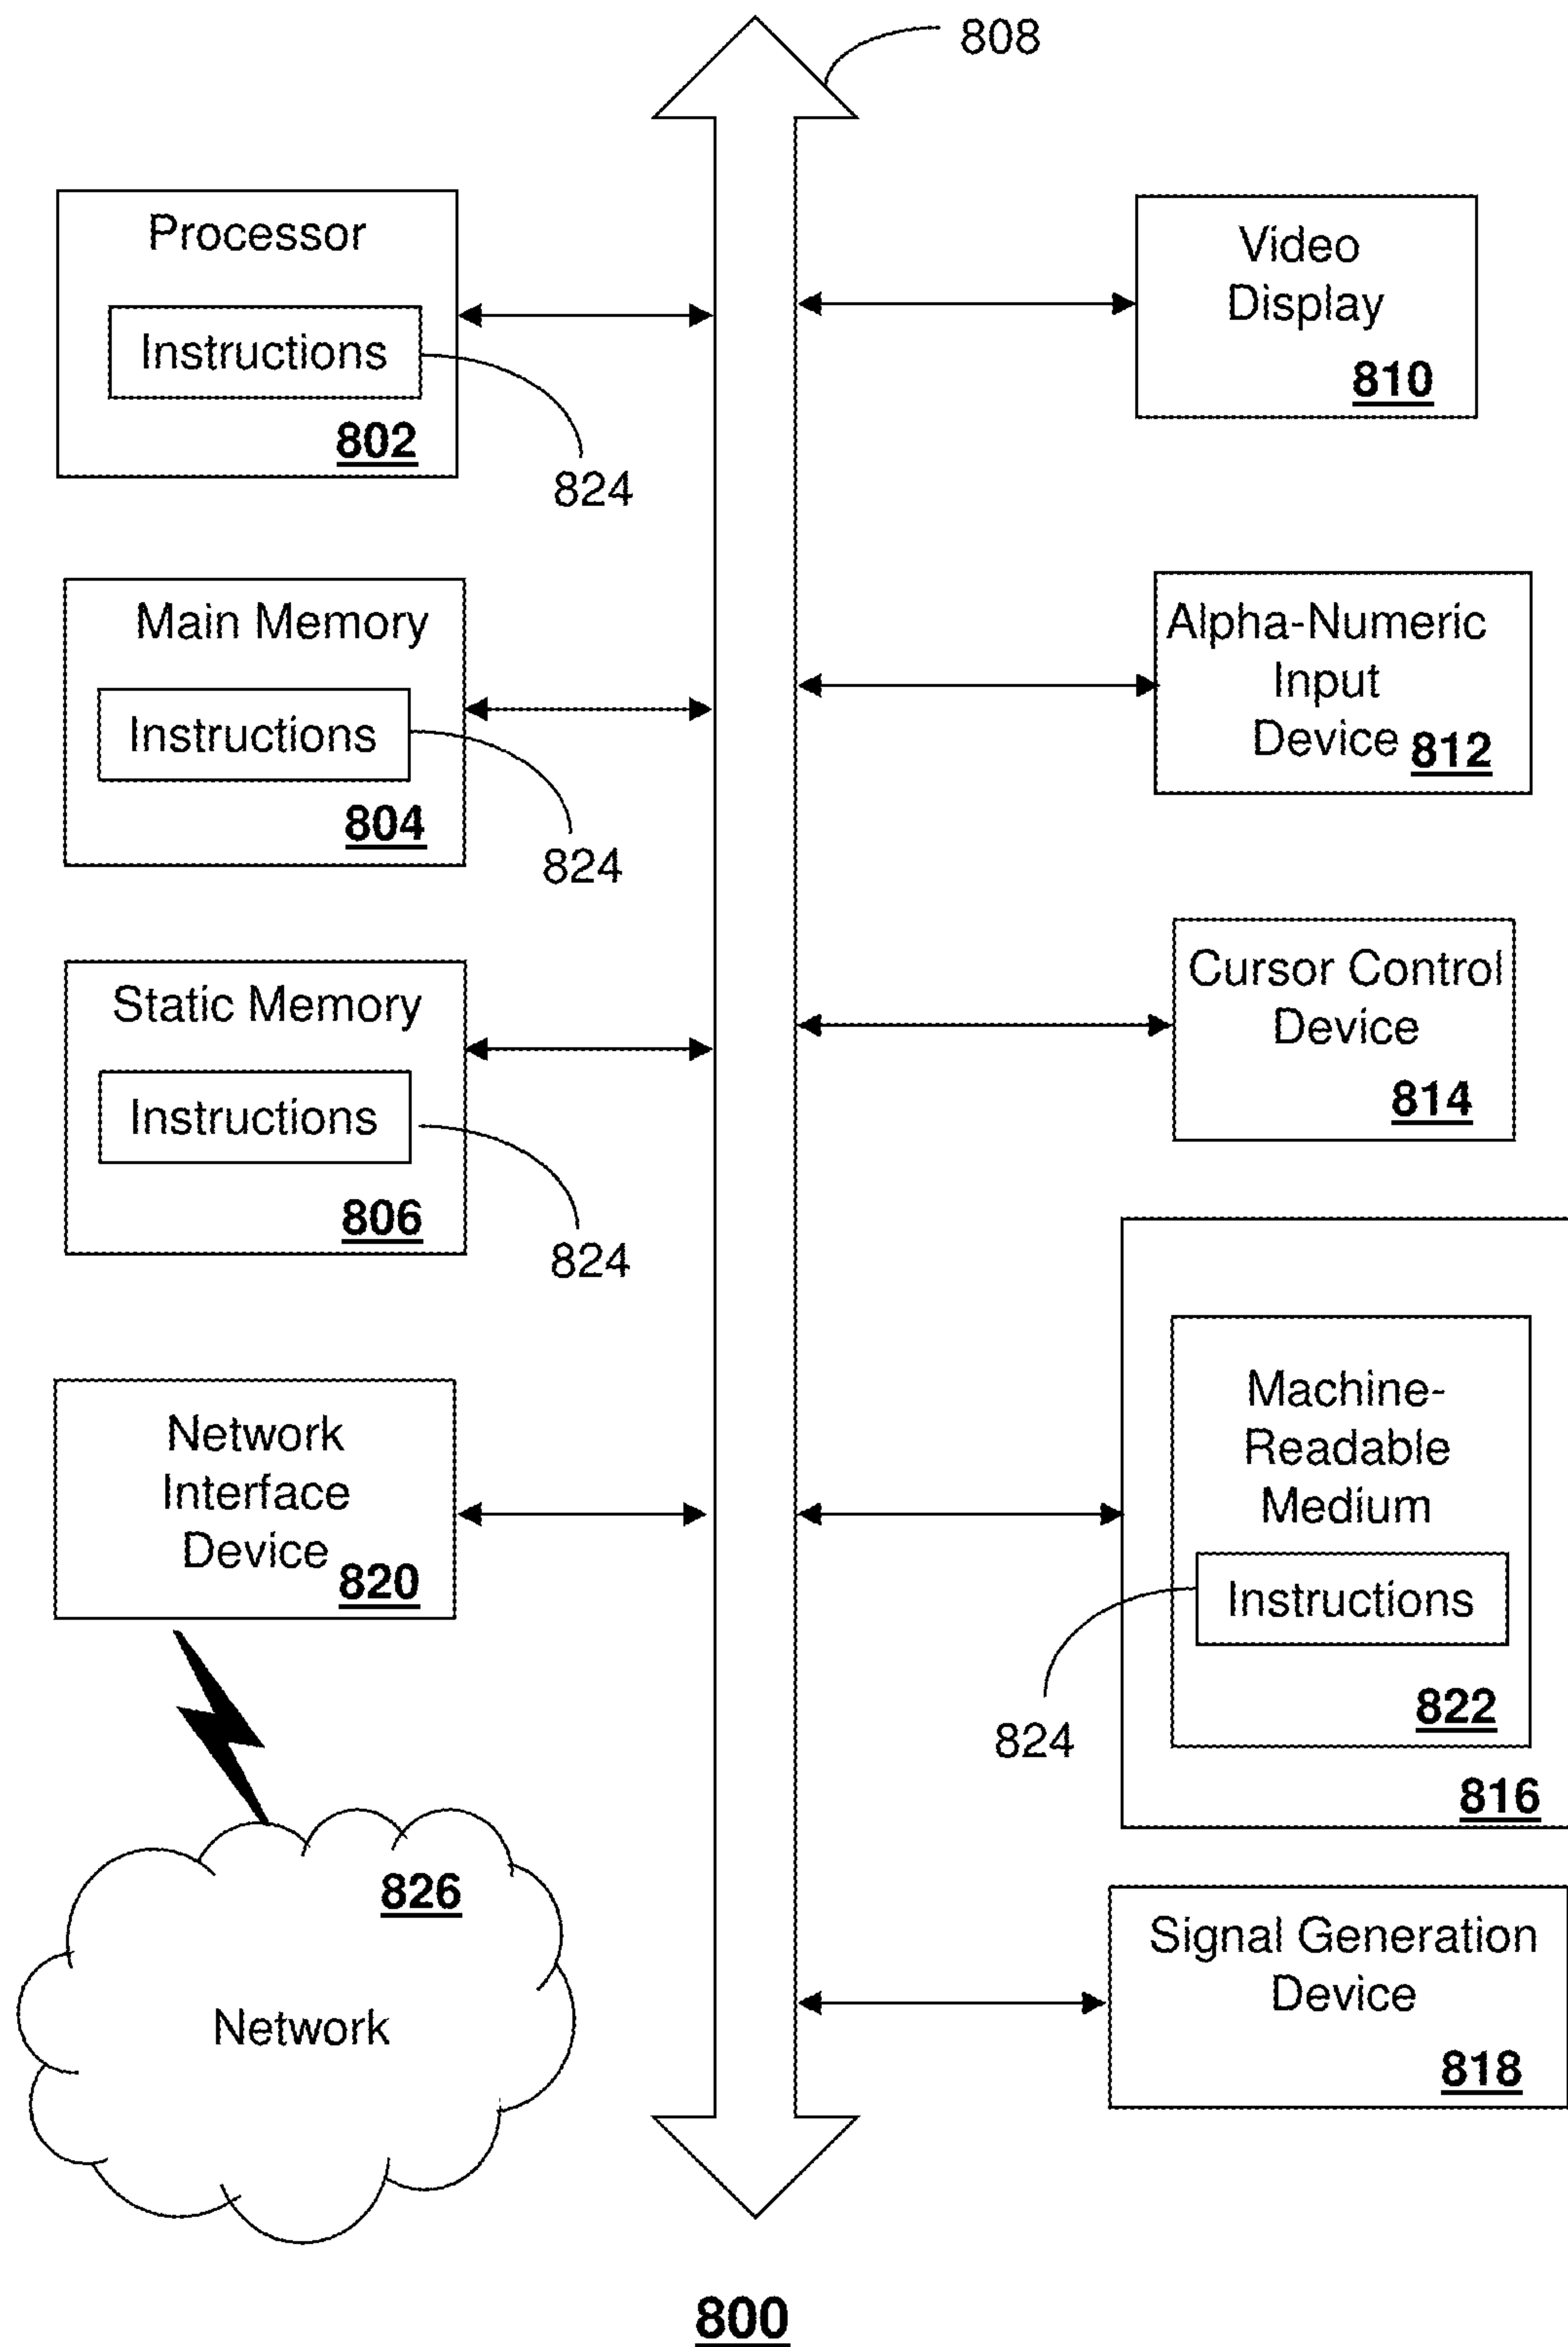 808
Processor
Instructions
802
824
Main Memory
Instructions
804
824
Static Memory
Instructions
806
824
Network
Interface
Device
820
826
Network
Video
Display
810
Alpha-Numeric
Input
Device 812
Cursor Control
Device
814
Machine-
Readable
Medium
Instructions
822
824
816
Signal Generation
Device
818
800